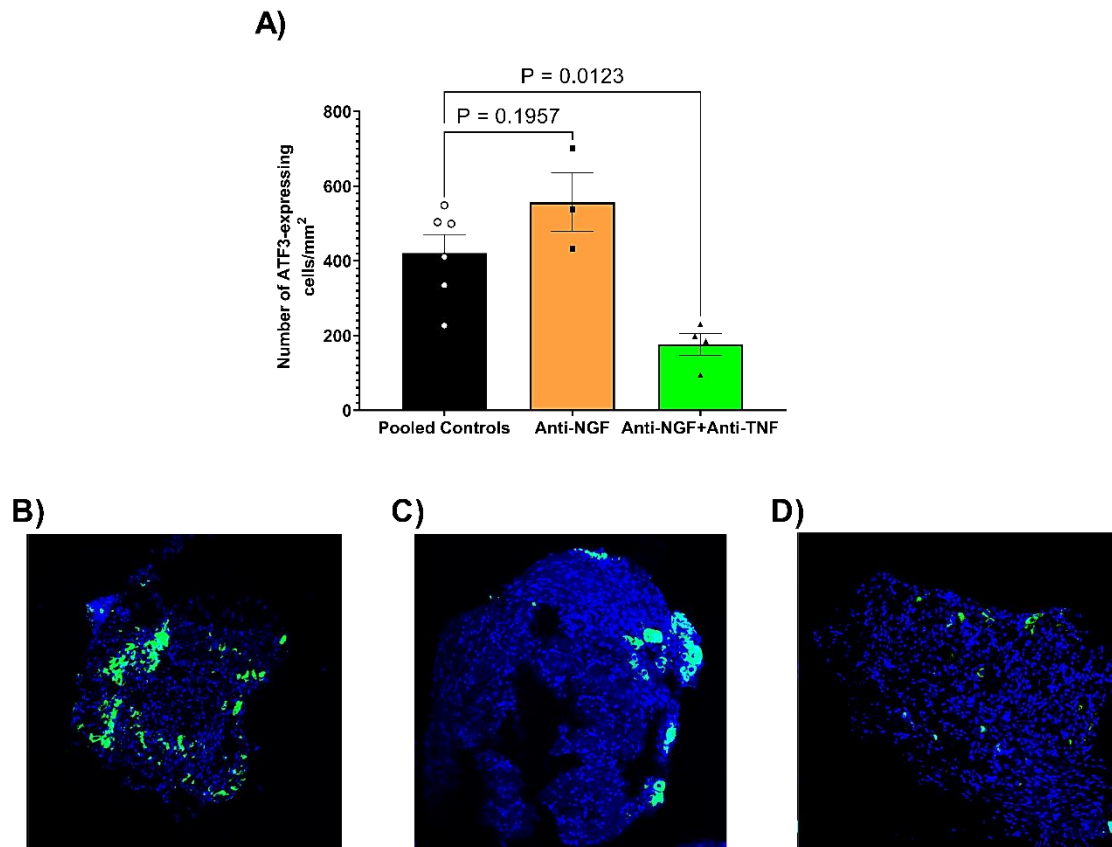 A)
P = 0.0123
P = 0.1957
800
600
400
200
0
Number of ATF3-expressing
cells/mm²
Pooled Controls
Anti-NGF
Anti-NGF+Anti-TNF
B)
C)
D)